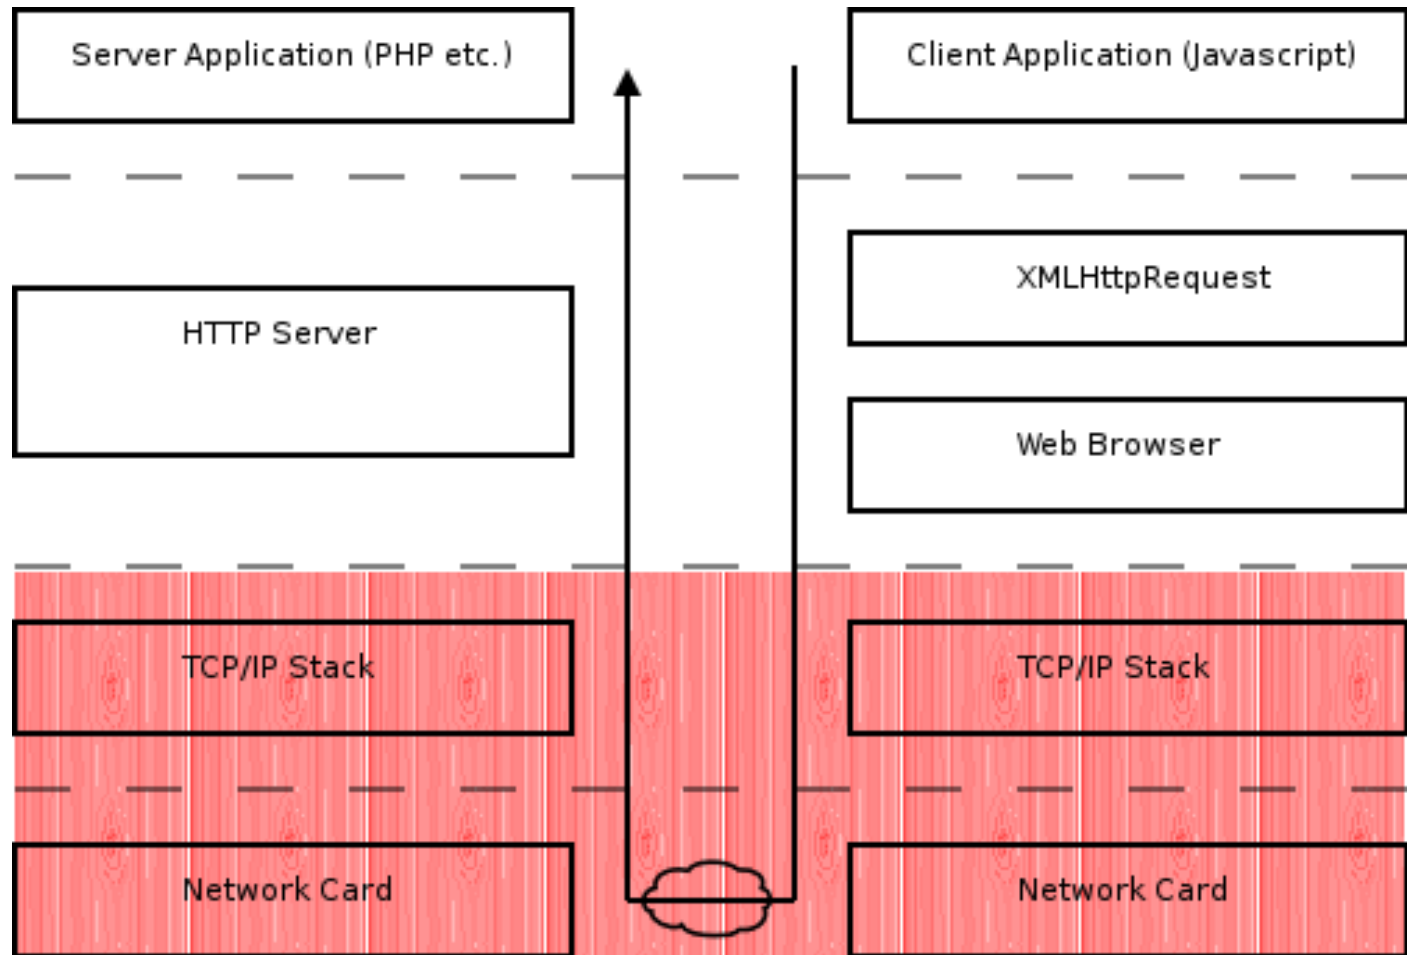 Server Application (PHP etc.)
Client Application (Javascript)
XMLHttpRequest
HTTP Server
Web Browser
TCP/IP Stack
TCP/IP Stack
Network Card
Network Card